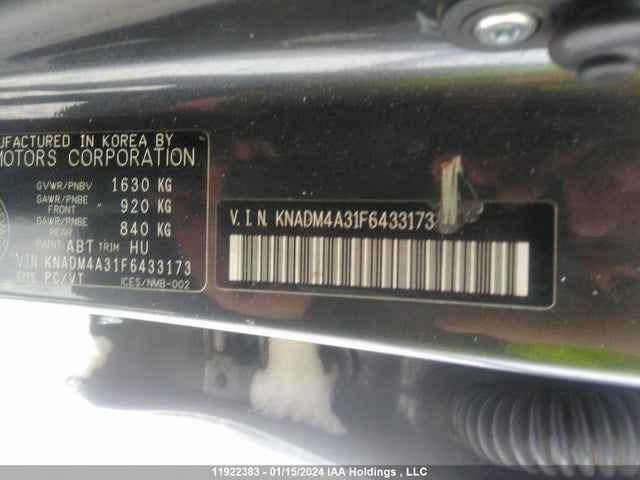 UFACTURED IN KOREA BY
MOTORS CORPORATION
GVWR/PNBV 1630 KG
GAWR/PNBE FRONT 920 KG
GAWR/PNBE REAR 840 KG
PAINT ABT TRIM HU
V.I.N KNADM4A31F6433173
TYPE PC/VT ICES/NMB-002
V.I.N. KNADM4A31F6433173
11922383 - 01/15/2024 IAA Holdings , LLC